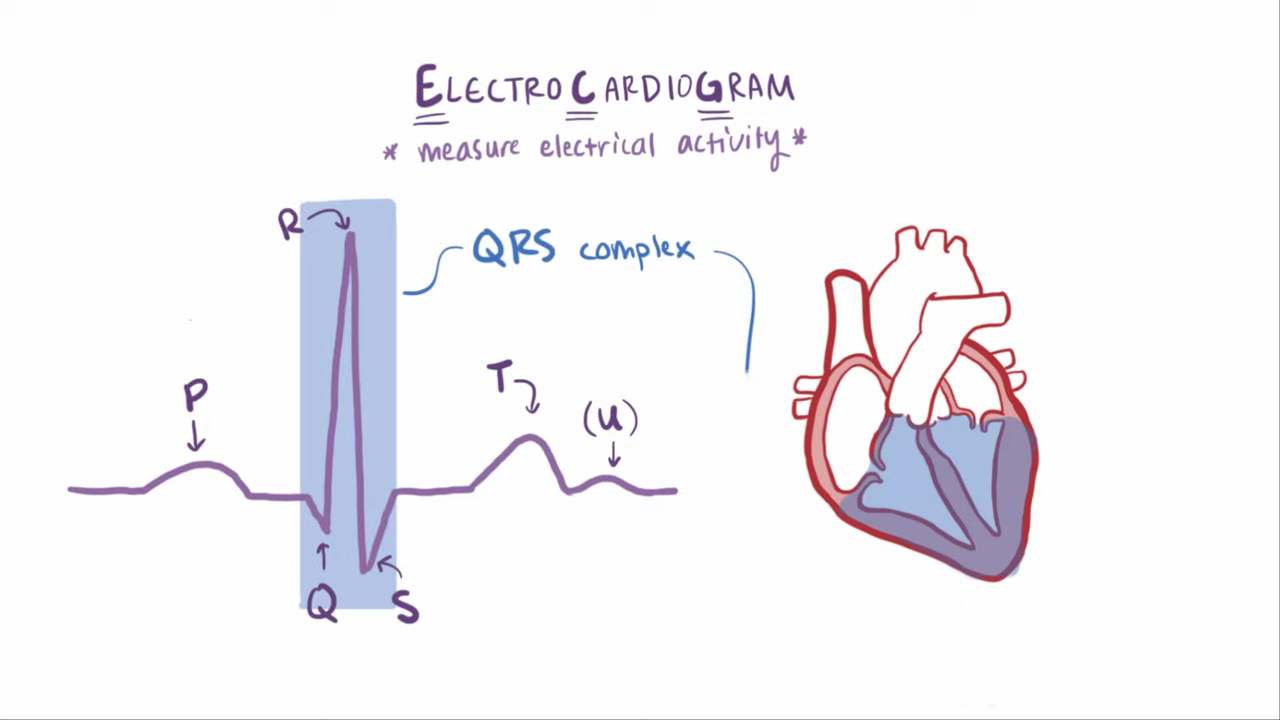 ElectroCardioGram
* measure electrical activity *
R
QRS complex
P
T
(U)
Q
S